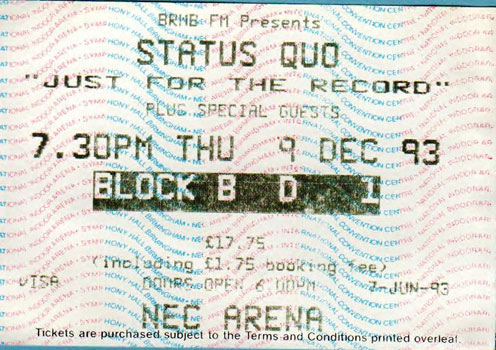 BRMB FM Presents
STATUS QUO
"JUST FOR THE RECORD"
PLUS SPECIAL GUESTS
7.30PM THU 9 DEC 93
BLOCK B D 1
£17.75
(including £1.75 booking fee)
VISA DOORS OPEN 6.00PM 7-JUN-93
NEC ARENA
Tickets are purchased subject to the Terms and Conditions printed overleaf.